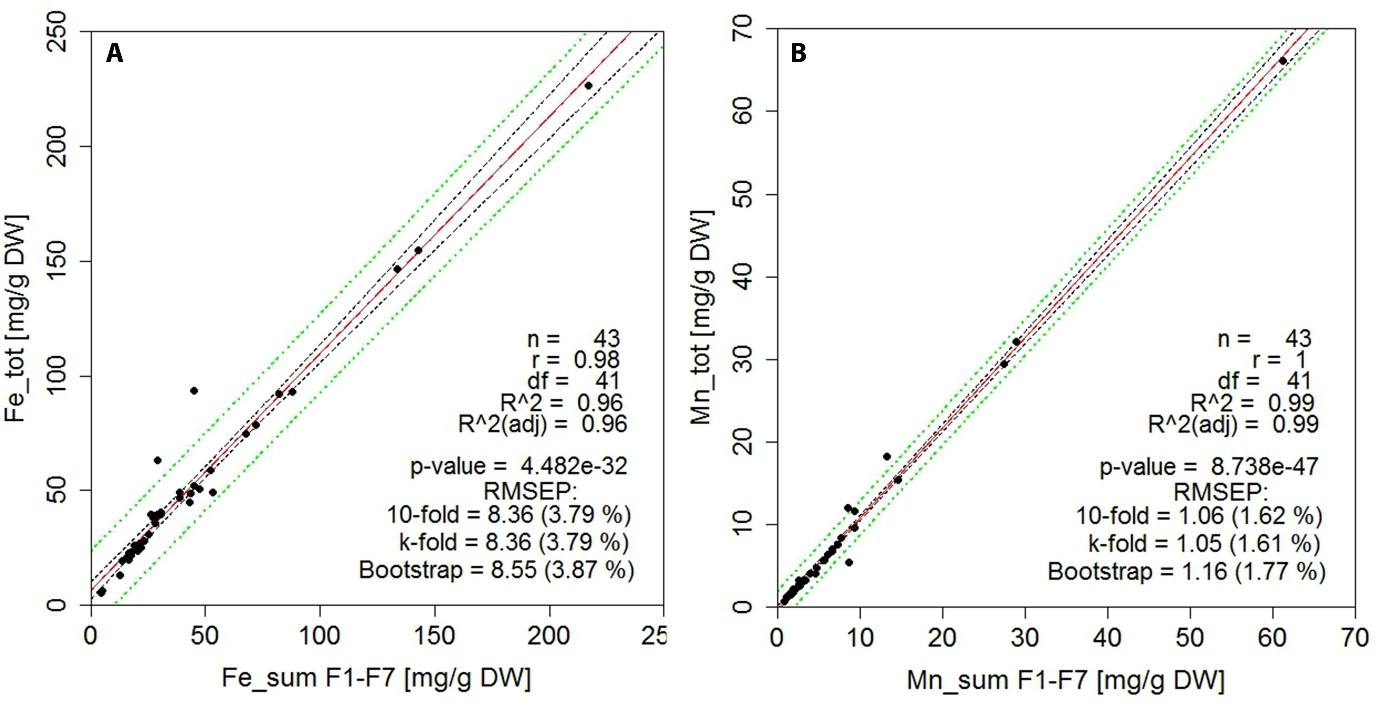 A
250
200
150
100
50
0
Fe_tot [mg/g DW]
n = 43
r = 0.98
df = 41
R^2 = 0.96
R^2(adj) = 0.96
p-value = 4.482e-32
RMSEP:
10-fold = 8.36 (3.79 %)
k-fold = 8.36 (3.79 %)
Bootstrap = 8.55 (3.87 %)
0 50 100 150 200 25
Fe_sum F1-F7 [mg/g DW]
B
70
60
50
40
30
20
10
0
Mn_tot [mg/g DW]
n = 43
r = 1
df = 41
R^2 = 0.99
R^2(adj) = 0.99
p-value = 8.738e-47
RMSEP:
10-fold = 1.06 (1.62 %)
k-fold = 1.05 (1.61 %)
Bootstrap = 1.16 (1.77 %)
0 10 20 30 40 50 60 70
Mn_sum F1-F7 [mg/g DW]